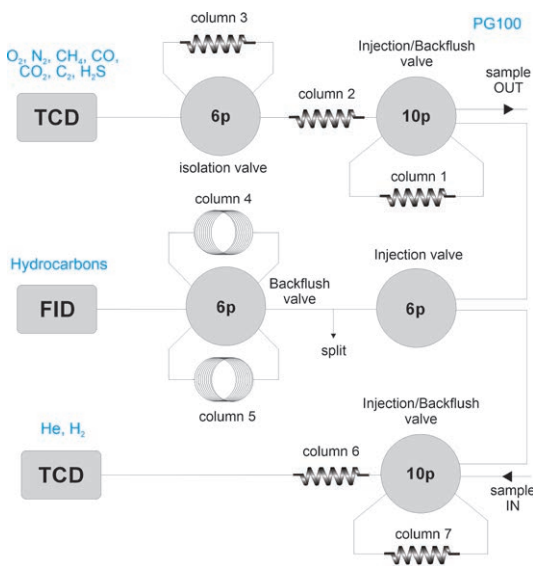 column 3
PG100
O₂, N₂, CH₄, CO,
CO₂, C₂, H₂S
Injection/Backflush
valve
sample
OUT
column 2
TCD
6p
10p
isolation valve
column 1
column 4
Hydrocarbons
Injection valve
Backflush
valve
FID
6p
6p
split
column 5
Injection/Backflush
valve
He, H₂
column 6
TCD
10p
sample
IN
column 7